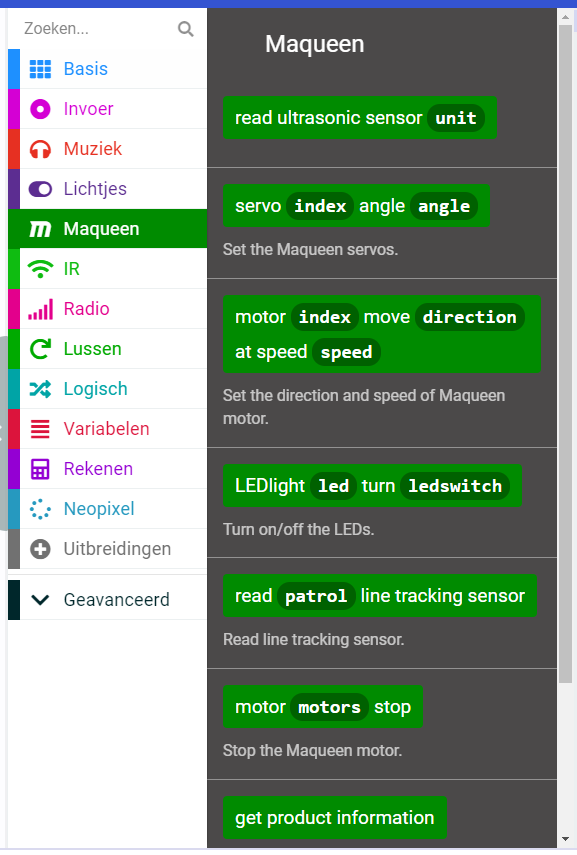 Zoeken...
Basis
Invoer
Muziek
Lichtjes
Maqueen
IR
Radio
Lussen
Logisch
Variabelen
Rekenen
Neopixel
Uitbreidingen
Geavanceerd
Maqueen
read ultrasonic sensor unit
servo index angle angle
Set the Maqueen servos.
motor index move direction
at speed speed
Set the direction and speed of Maqueen
motor.
LEDlight led turn ledswitch
Turn on/off the LEDs.
read patrol line tracking sensor
Read line tracking sensor.
motor motors stop
Stop the Maqueen motor.
get product information